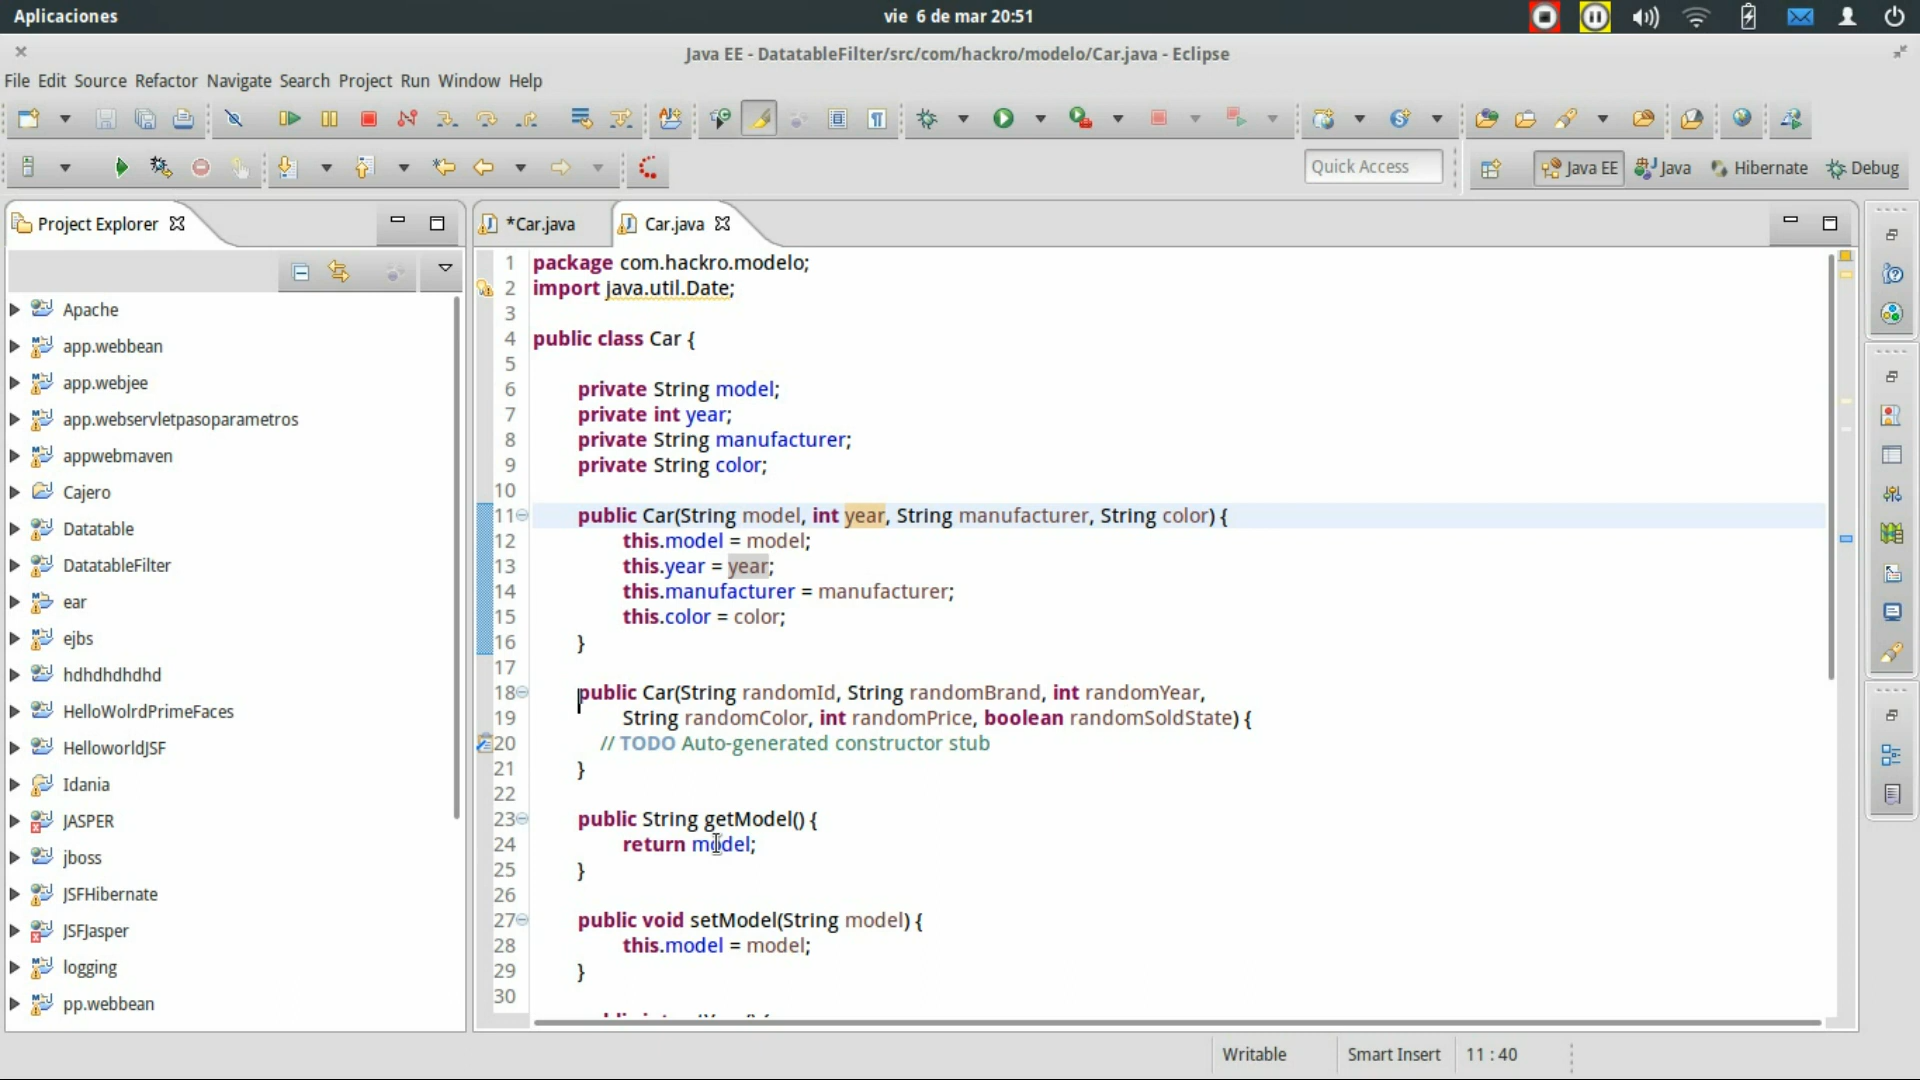 Aplicaciones
vie 6 de mar 20:51
Java EE - DatatableFilter/src/com/hackro/modelo/Car.java - Eclipse
File Edit Source Refactor Navigate Search Project Run Window Help
Quick Access
Java EE
Java
Hibernate
Debug
Project Explorer
*Car.java
Car.java
Apache
app.webbean
app.webjee
app.webservletpasoparametros
appwebmaven
Cajero
Datatable
DatatableFilter
ear
ejbs
hdhdhdhdhd
HelloWolrdPrimeFaces
HelloworldJSF
Idania
JASPER
jboss
JSFHibernate
JSFJasper
logging
pp.webbean
1 package com.hackro.modelo;
2 import java.util.Date;
3
4 public class Car {
5
6 private String model;
7 private int year;
8 private String manufacturer;
9 private String color;
10
11 public Car(String model, int year, String manufacturer, String color) {
12 this.model = model;
13 this.year = year;
14 this.manufacturer = manufacturer;
15 this.color = color;
16 }
17
18 public Car(String randomId, String randomBrand, int randomYear,
19 String randomColor, int randomPrice, boolean randomSoldState) {
20 // TODO Auto-generated constructor stub
21 }
22
23 public String getModel() {
24 return model;
25 }
26
27 public void setModel(String model) {
28 this.model = model;
29 }
30
Writable
Smart Insert
11 : 40